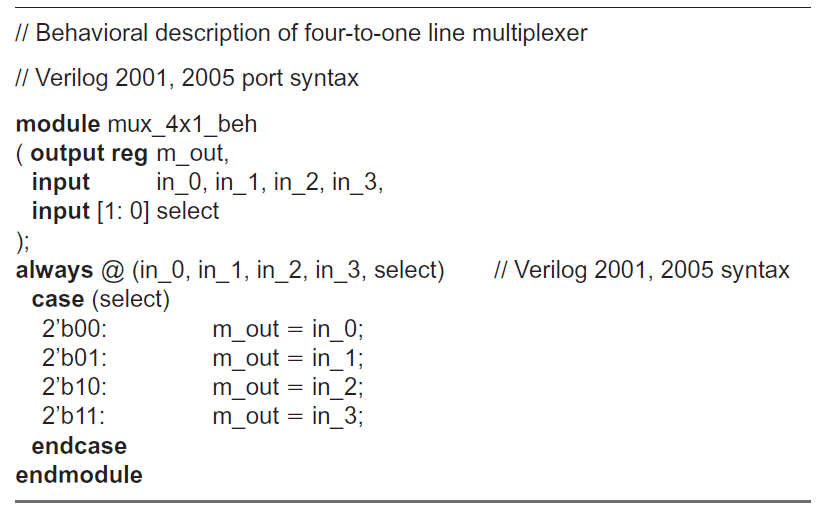 // Behavioral description of four-to-one line multiplexer
// Verilog 2001, 2005 port syntax
module mux_4x1_beh
( output reg m_out,
input in_0, in_1, in_2, in_3,
input [1: 0] select
);
always @ (in_0, in_1, in_2, in_3, select) // Verilog 2001, 2005 syntax
case (select)
2’b00: m_out = in_0;
2’b01: m_out = in_1;
2’b10: m_out = in_2;
2’b11: m_out = in_3;
endcase
endmodule